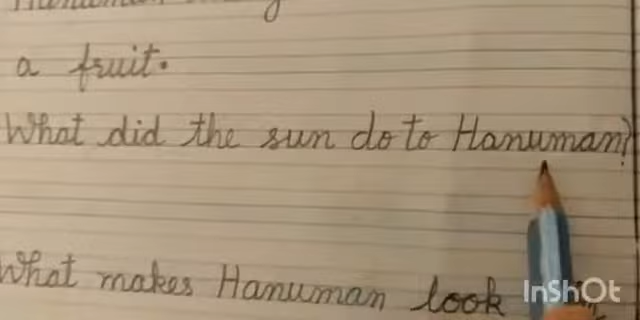 a fruit.
What did the sun do to Hanuman?
What makes Hanuman look
InShOt